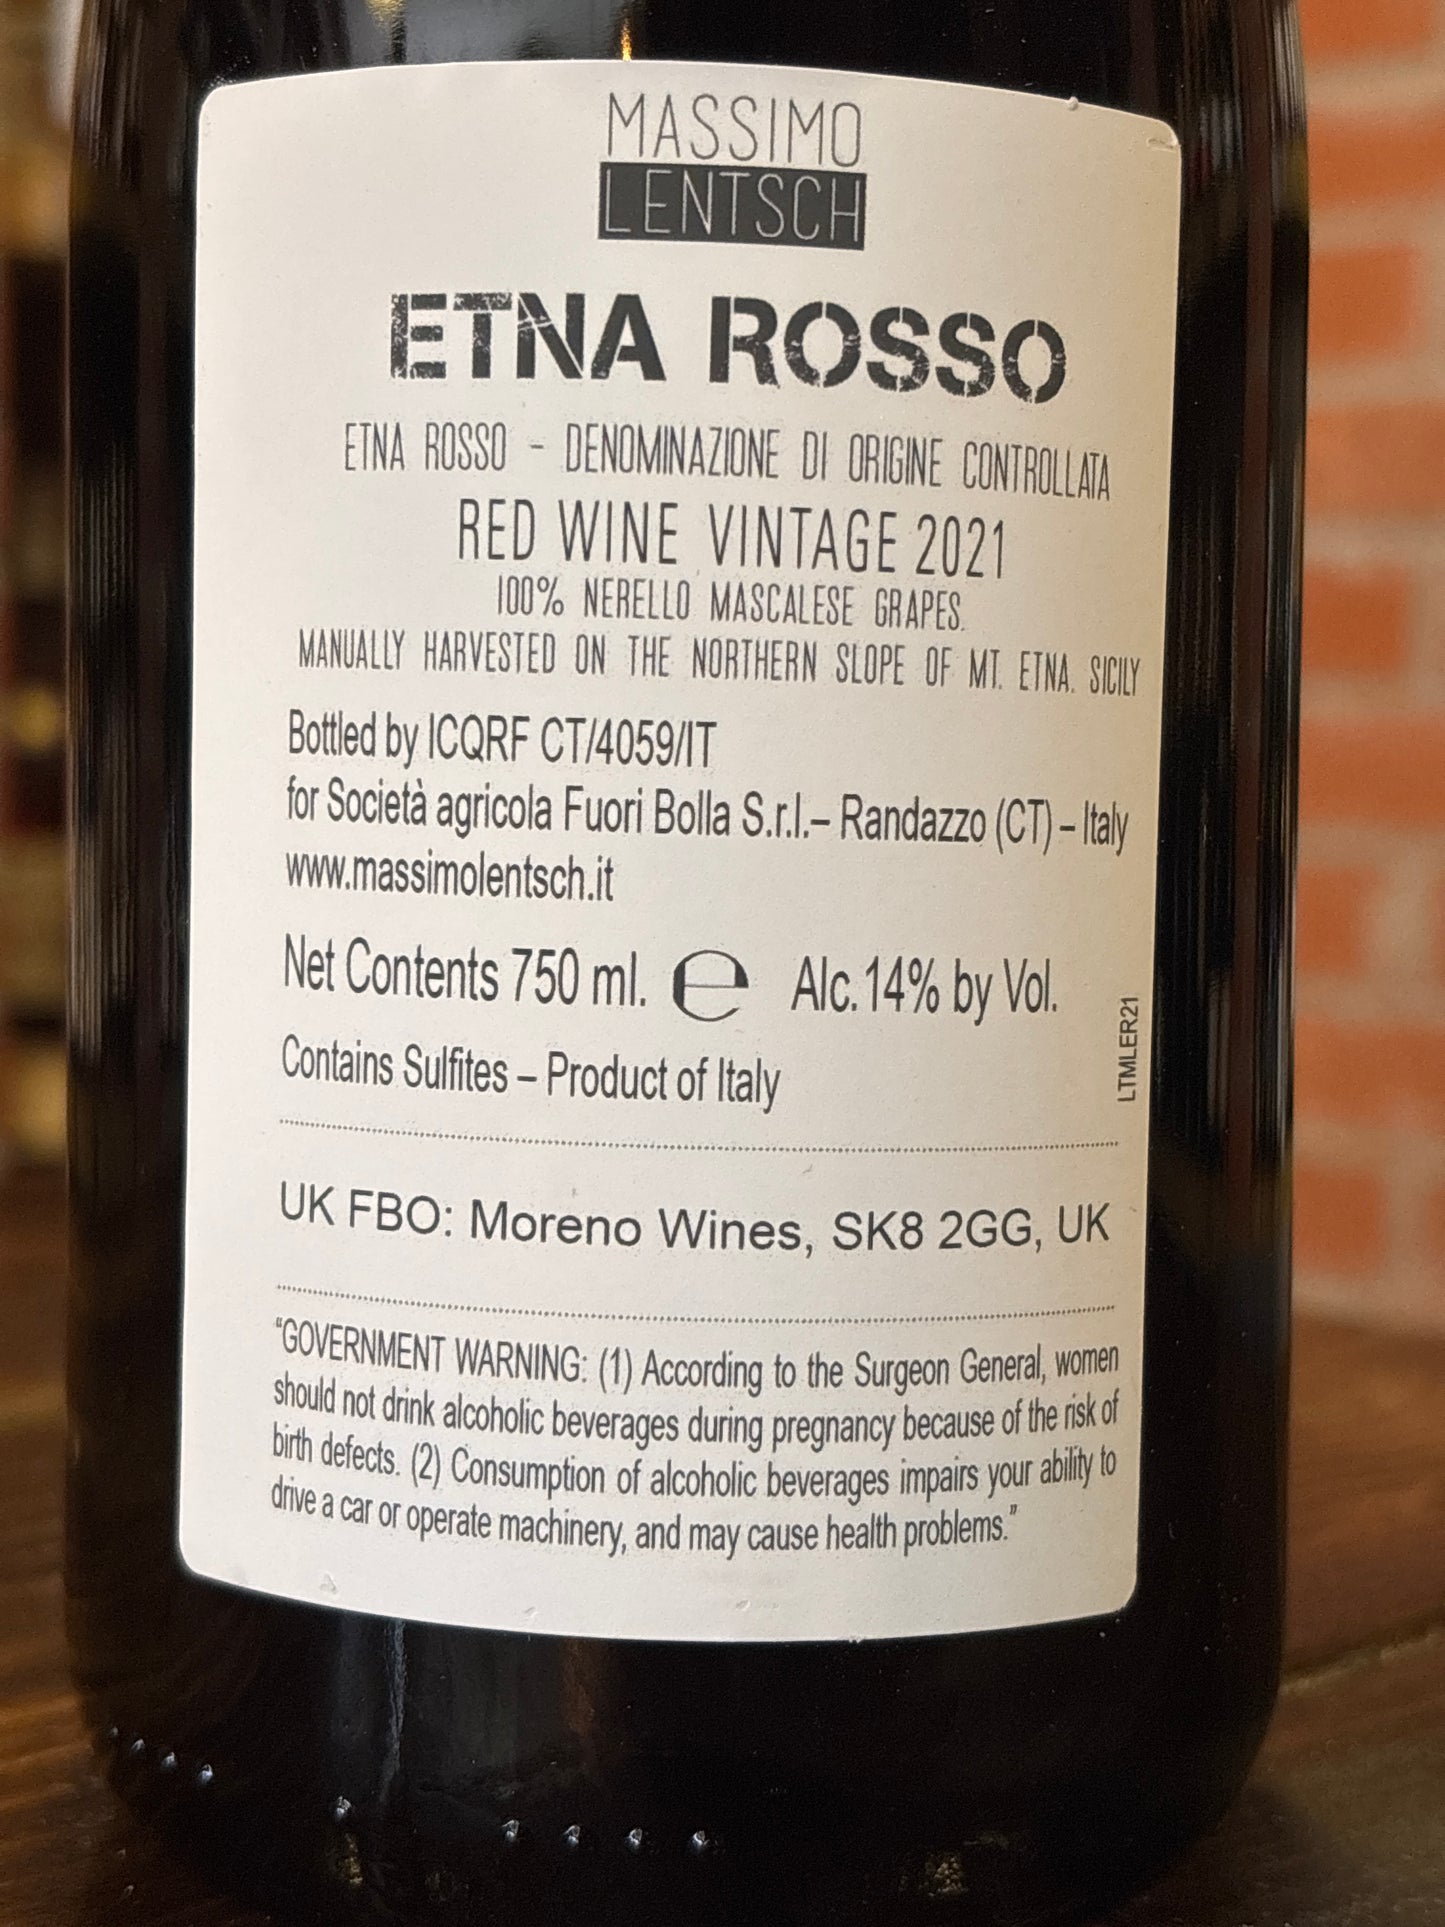 MASSIMO
LENTSCH
ETNA ROSSO
ETNA ROSSO - DENOMINAZIONE DI ORIGINE CONTROLLATA
RED WINE VINTAGE 2021
100% NERELLO MASCALESE GRAPES.
MANUALLY HARVESTED ON THE NORTHERN SLOPE OF MT. ETNA. SICILY
Bottled by ICQRF CT/4059/IT
for Società agricola Fuori Bolla S.r.l.– Randazzo (CT) – Italy
www.massimolentsch.it
Net Contents 750 ml. ℮ Alc.14% by Vol.
LTMLER21
Contains Sulfites – Product of Italy
UK FBO: Moreno Wines, SK8 2GG, UK
“GOVERNMENT WARNING: (1) According to the Surgeon General, women
should not drink alcoholic beverages during pregnancy because of the risk of
birth defects. (2) Consumption of alcoholic beverages impairs your ability to
drive a car or operate machinery, and may cause health problems.”